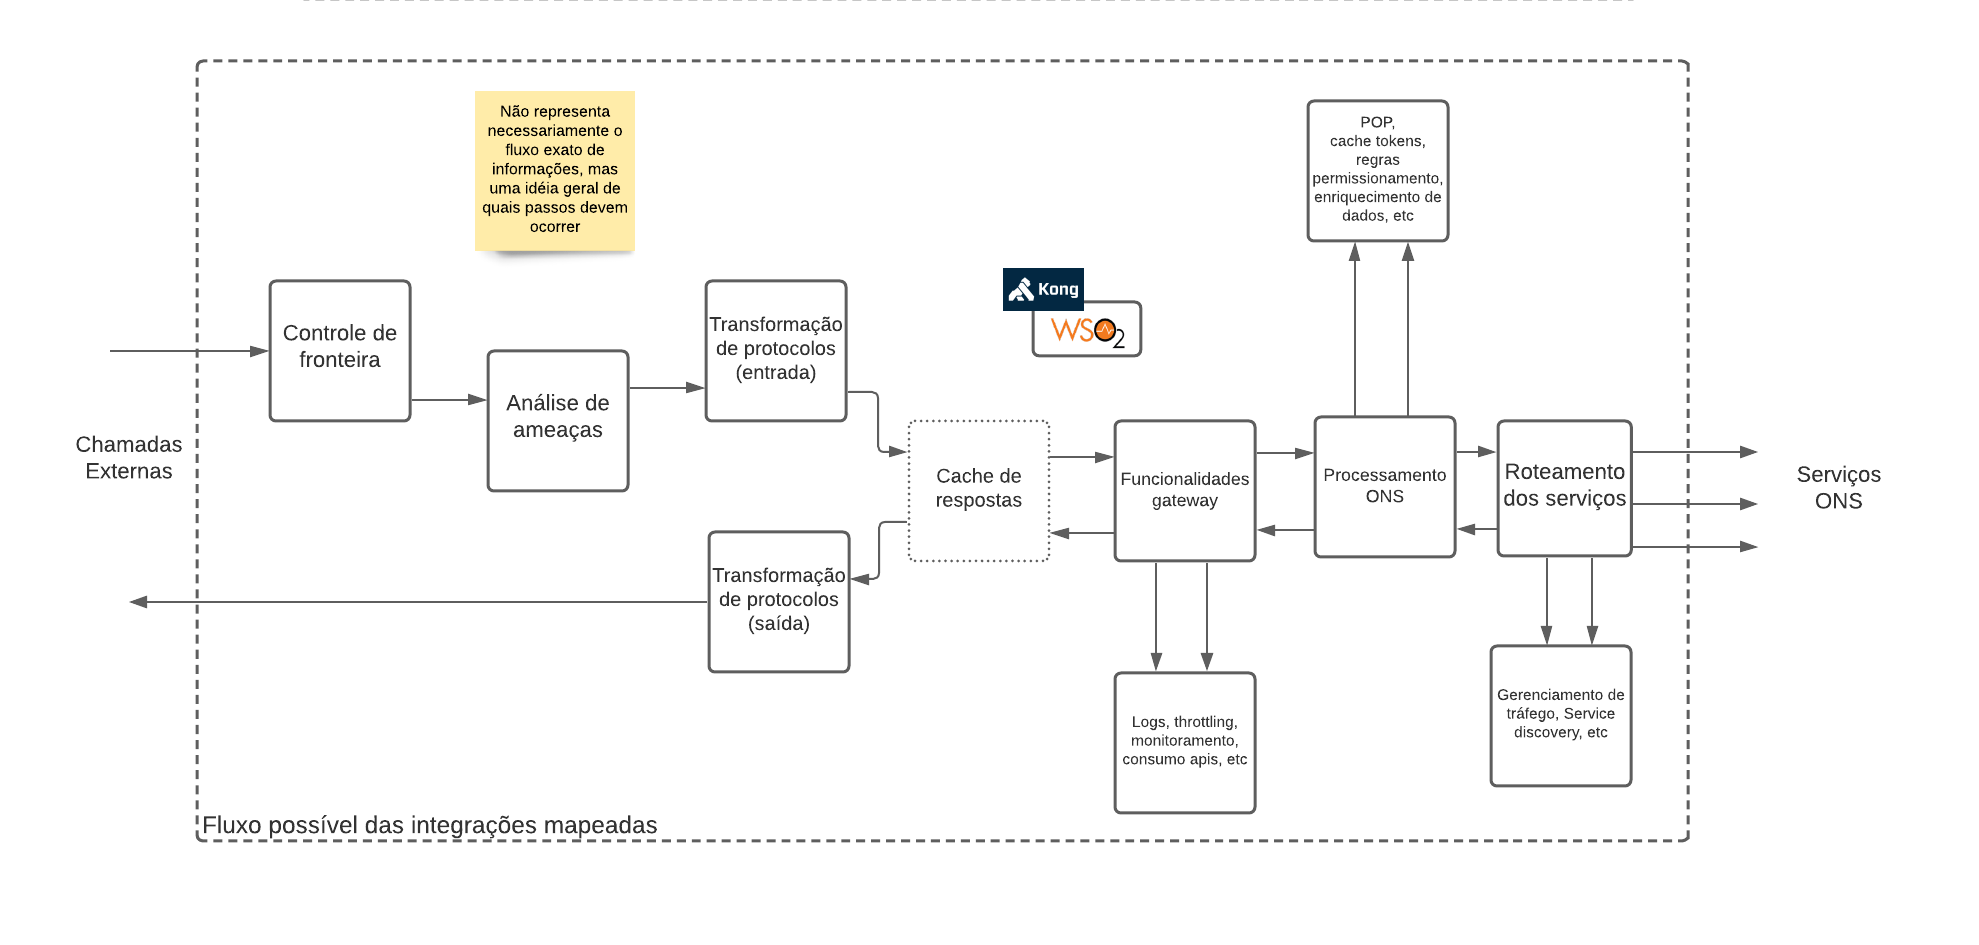 Não representa
necessariamente o
fluxo exato de
informações, mas
uma idéia geral de
quais passos devem
ocorrer
POP,
cache tokens,
regras
permissionamento,
enriquecimento de
dados, etc
Controle de
fronteira
Análise de
ameaças
Transformação
de protocolos
(entrada)
Kong
WSO2
Chamadas
Externas
Cache de
respostas
Funcionalidades
gateway
Processamento
ONS
Roteamento
dos serviços
Serviços
ONS
Transformação
de protocolos
(saída)
Logs, throttling,
monitoramento,
consumo apis, etc
Gerenciamento de
tráfego, Service
discovery, etc
Fluxo possível das integrações mapeadas